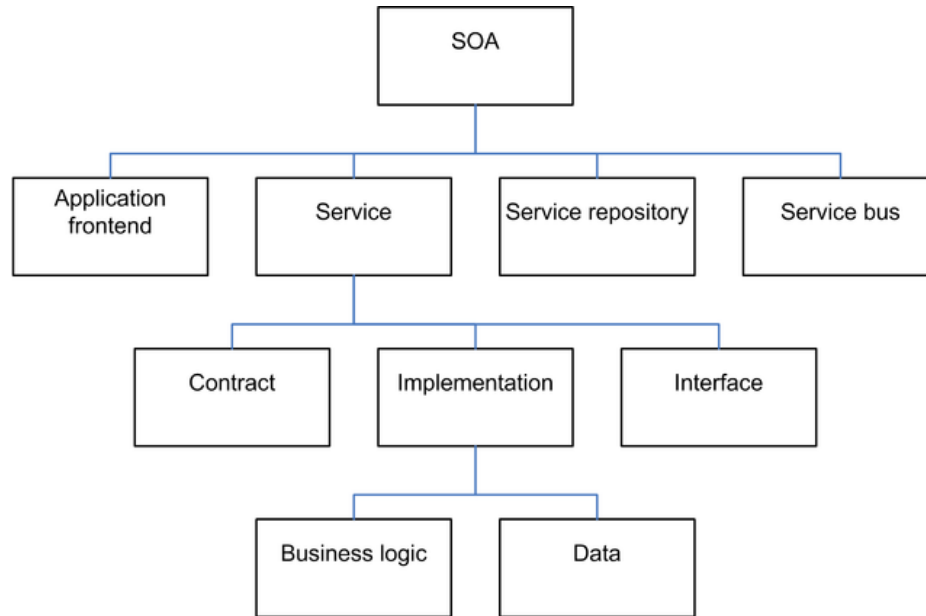 SOA
Application
frontend
Service
Service repository
Service bus
Contract
Implementation
Interface
Business logic
Data